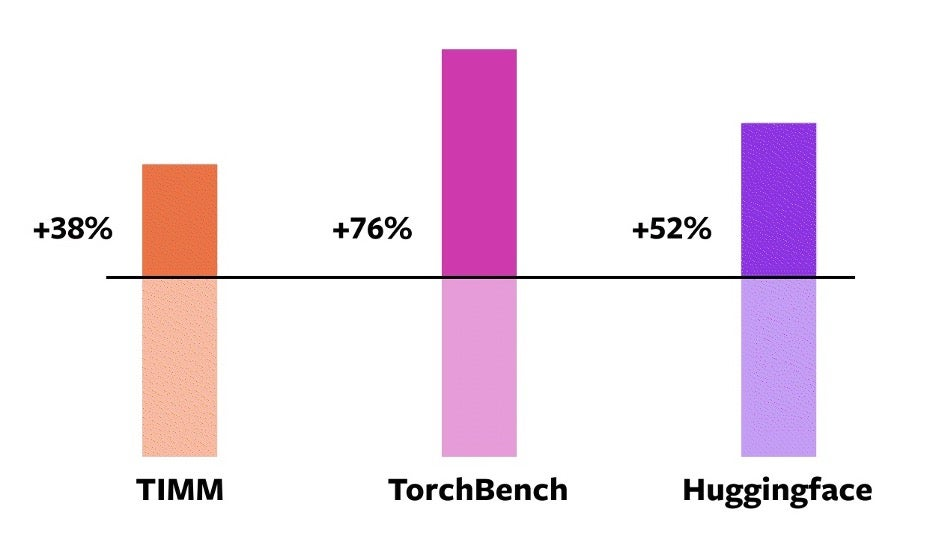 +38%
+76%
+52%
TIMM
TorchBench
Huggingface